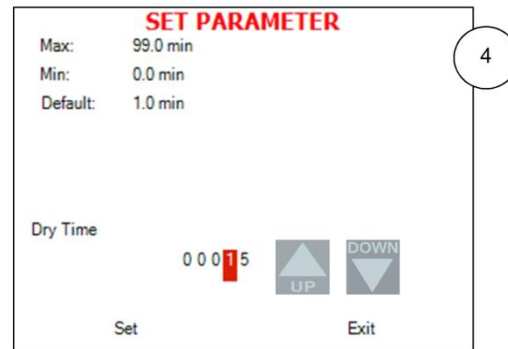 SET PARAMETER
Max: 99.0 min
4
Min: 0.0 min
Default: 1.0 min
Dry Time
0 0 0 1 5
UP
DOWN
Set Exit